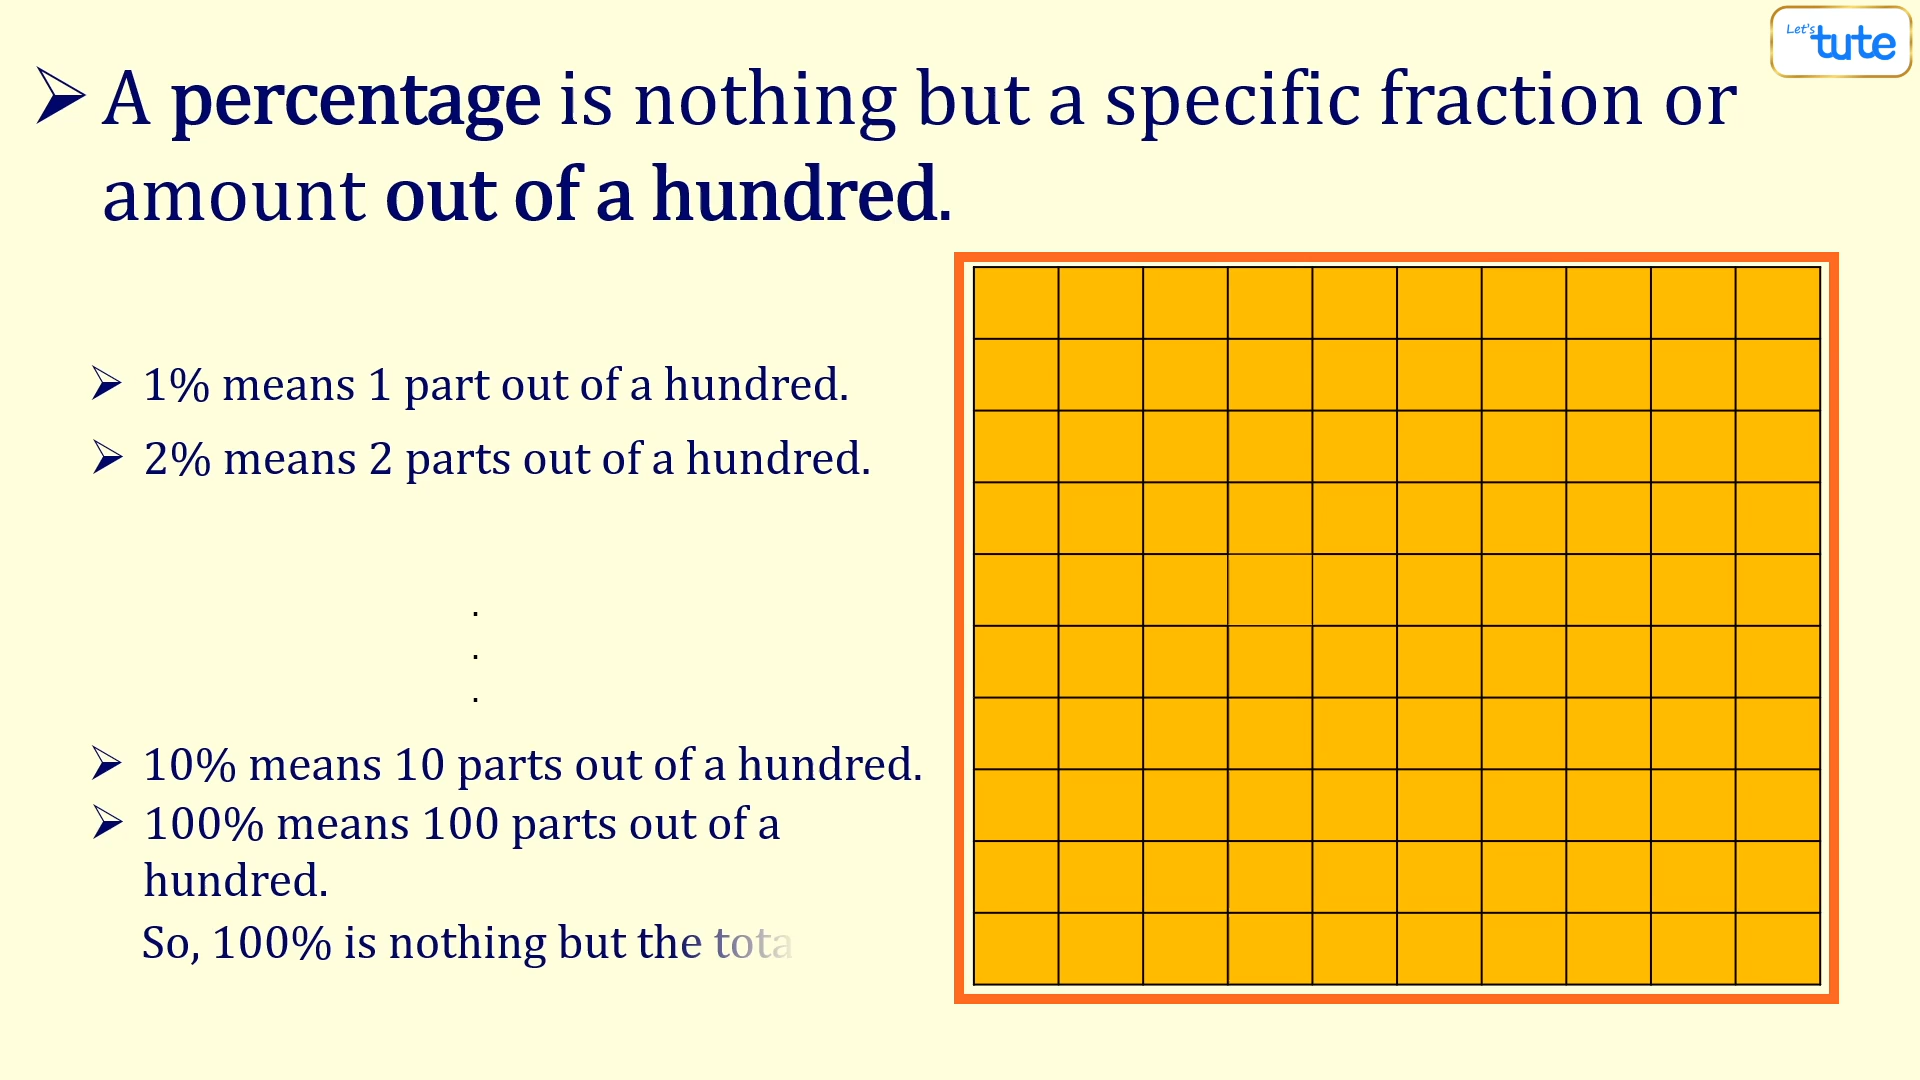 Let's tute
➢ A percentage is nothing but a specific fraction or
amount out of a hundred.
➢ 1% means 1 part out of a hundred.
➢ 2% means 2 parts out of a hundred.
.
.
.
➢ 10% means 10 parts out of a hundred.
➢ 100% means 100 parts out of a
hundred.
So, 100% is nothing but the tota